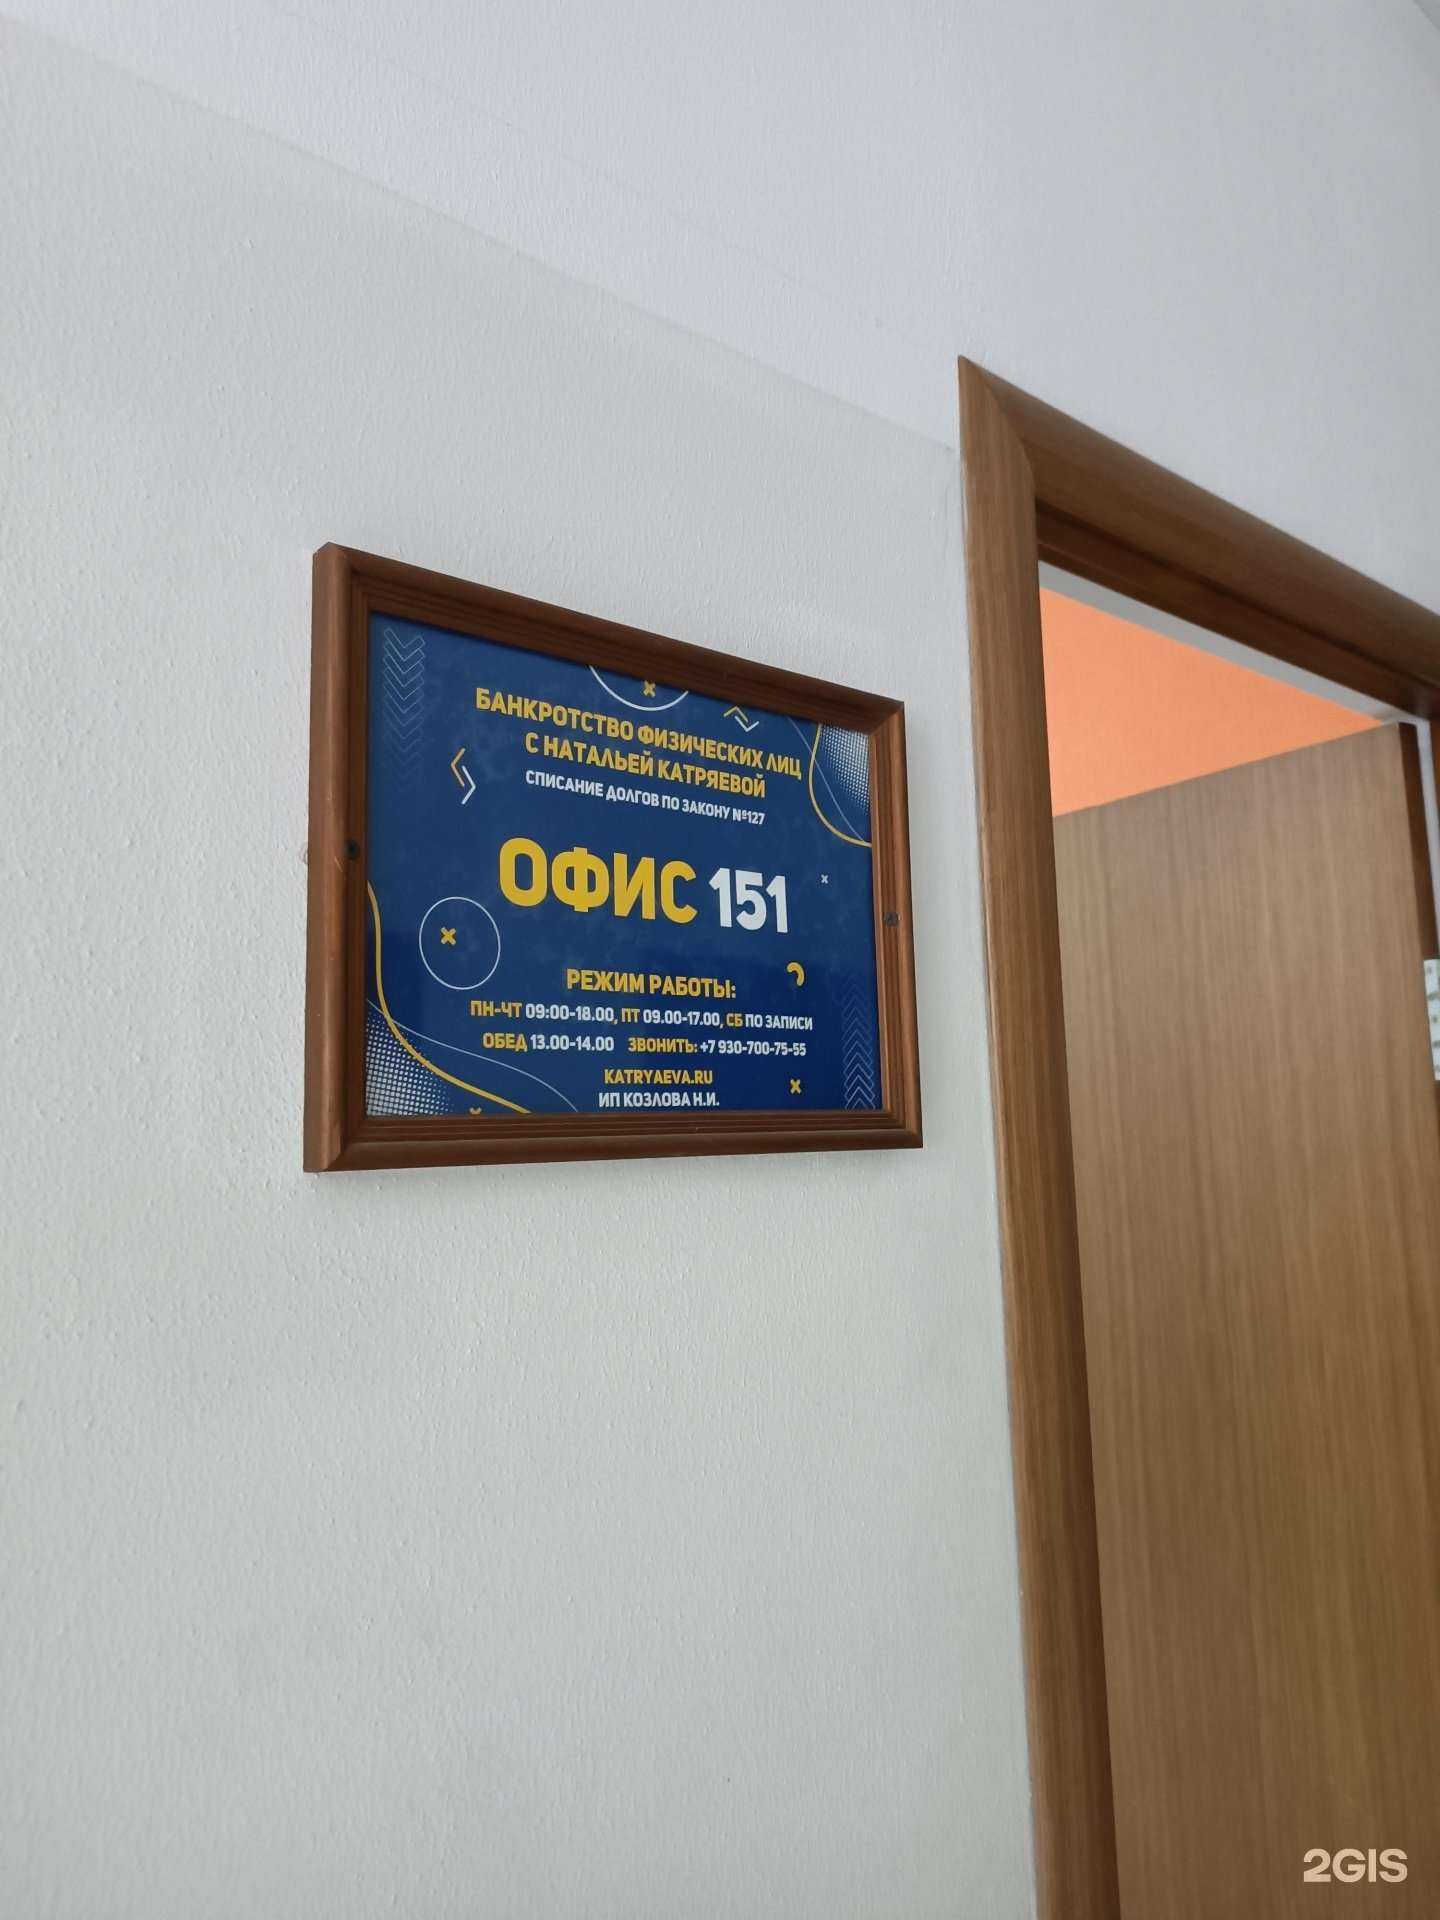 БАНКРОТСТВО ФИЗИЧЕСКИХ ЛИЦ
С НАТАЛЬЕЙ КАТРЯЕВОЙ
СПИСАНИЕ ДОЛГОВ ПО ЗАКОНУ №127
ОФИС 151
РЕЖИМ РАБОТЫ:
ПН-ЧТ 09:00-18.00, ПТ 09.00-17.00, СБ ПО ЗАПИСИ
ОБЕД 13.00-14.00 ЗВОНИТЬ: +7 930-700-75-55
KATRYAEVA.RU
ИП КОЗЛОВА Н.И.
2GIS